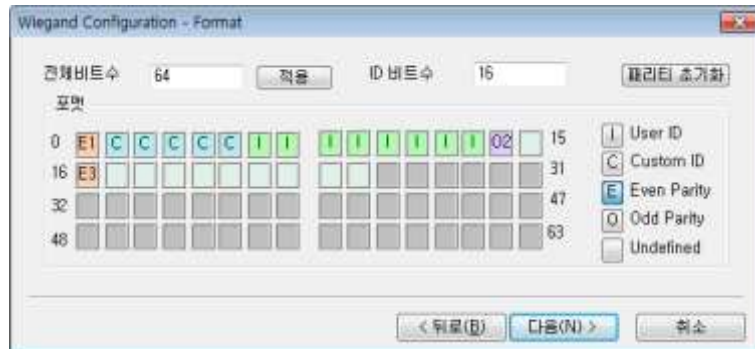 Wiegand Configuration - Format
전체비트수 64 적용 ID 비트수 16 패리티 초기화
포맷
0 E1 C C C C C I I I I I I I I O2 15
16 E3 31
32 47
48 63
I User ID
C Custom ID
E Even Parity
O Odd Parity
Undefined
< 뒤로(B) 다음(N) > 취소